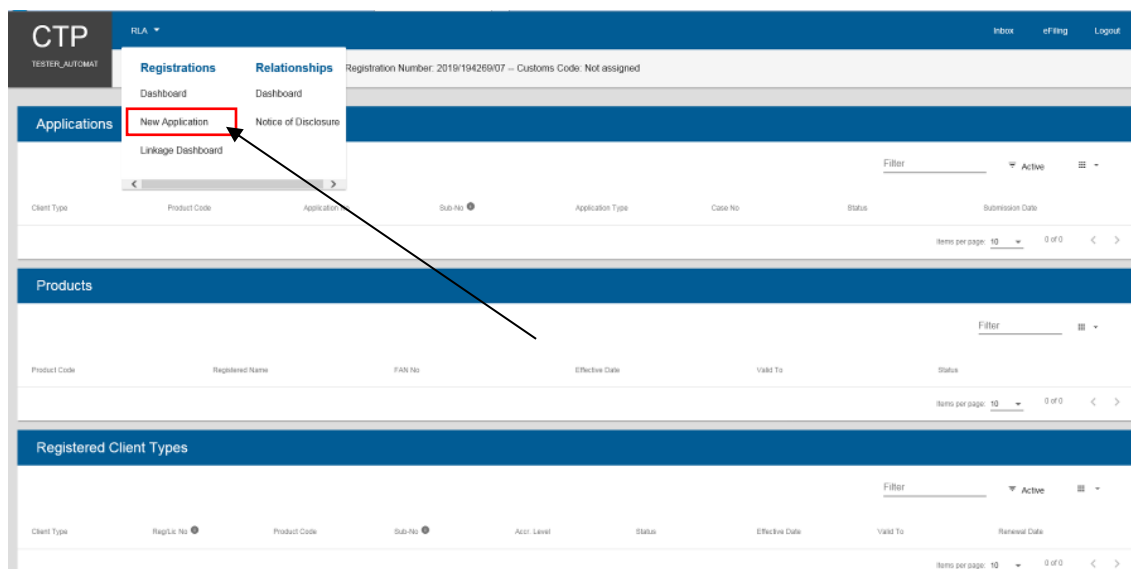 CTP
RLA
Inbox eFiling Logout
TESTER_AUTOMAT
Registrations Relationships
Registration Number: 2019/194269/07 -- Customs Code: Not assigned
Dashboard Dashboard
New Application Notice of Disclosure
Linkage Dashboard
Applications
Filter Active
Client Type Product Code Application No Sub-No Application Type Case No Status Submission Date
Items per page: 10 0 of 0
Products
Filter
Product Code Registered Name FAN No Effective Date Valid To Status
Items per page: 10 0 of 0
Registered Client Types
Filter Active
Client Type Reg/Lic No Product Code Sub-No Accr. Level Status Effective Date Valid To Renewal Date
Items per page: 10 0 of 0